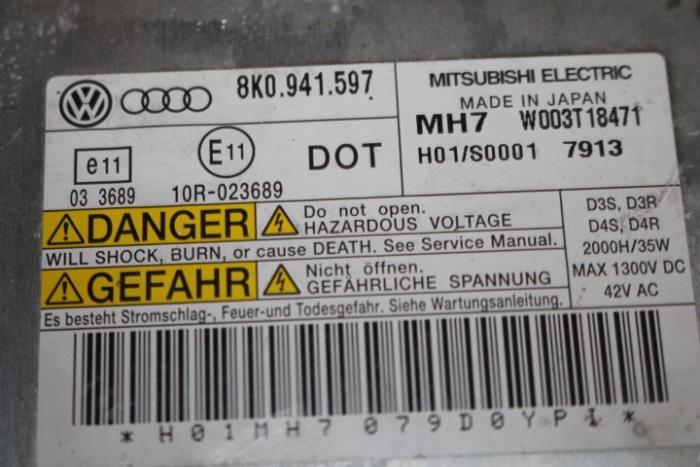 8K0.941.597
MITSUBISHI ELECTRIC
MADE IN JAPAN
MH7 W003T18471
H01/S0001 7913
e11
E11
DOT
03 3689
10R-023689
DANGER
Do not open.
HAZARDOUS VOLTAGE
WILL SHOCK, BURN, or cause DEATH. See Service Manual.
GEFAHR
Nicht öffnen.
GEFÄHRLICHE SPANNUNG
Es besteht Stromschlag-, Feuer-und Todesgefahr. Siehe Wartungsanleitung.
D3S, D3R
D4S, D4R
2000H/35W
MAX 1300V DC
42V AC
*H01MH7079D0YP1*